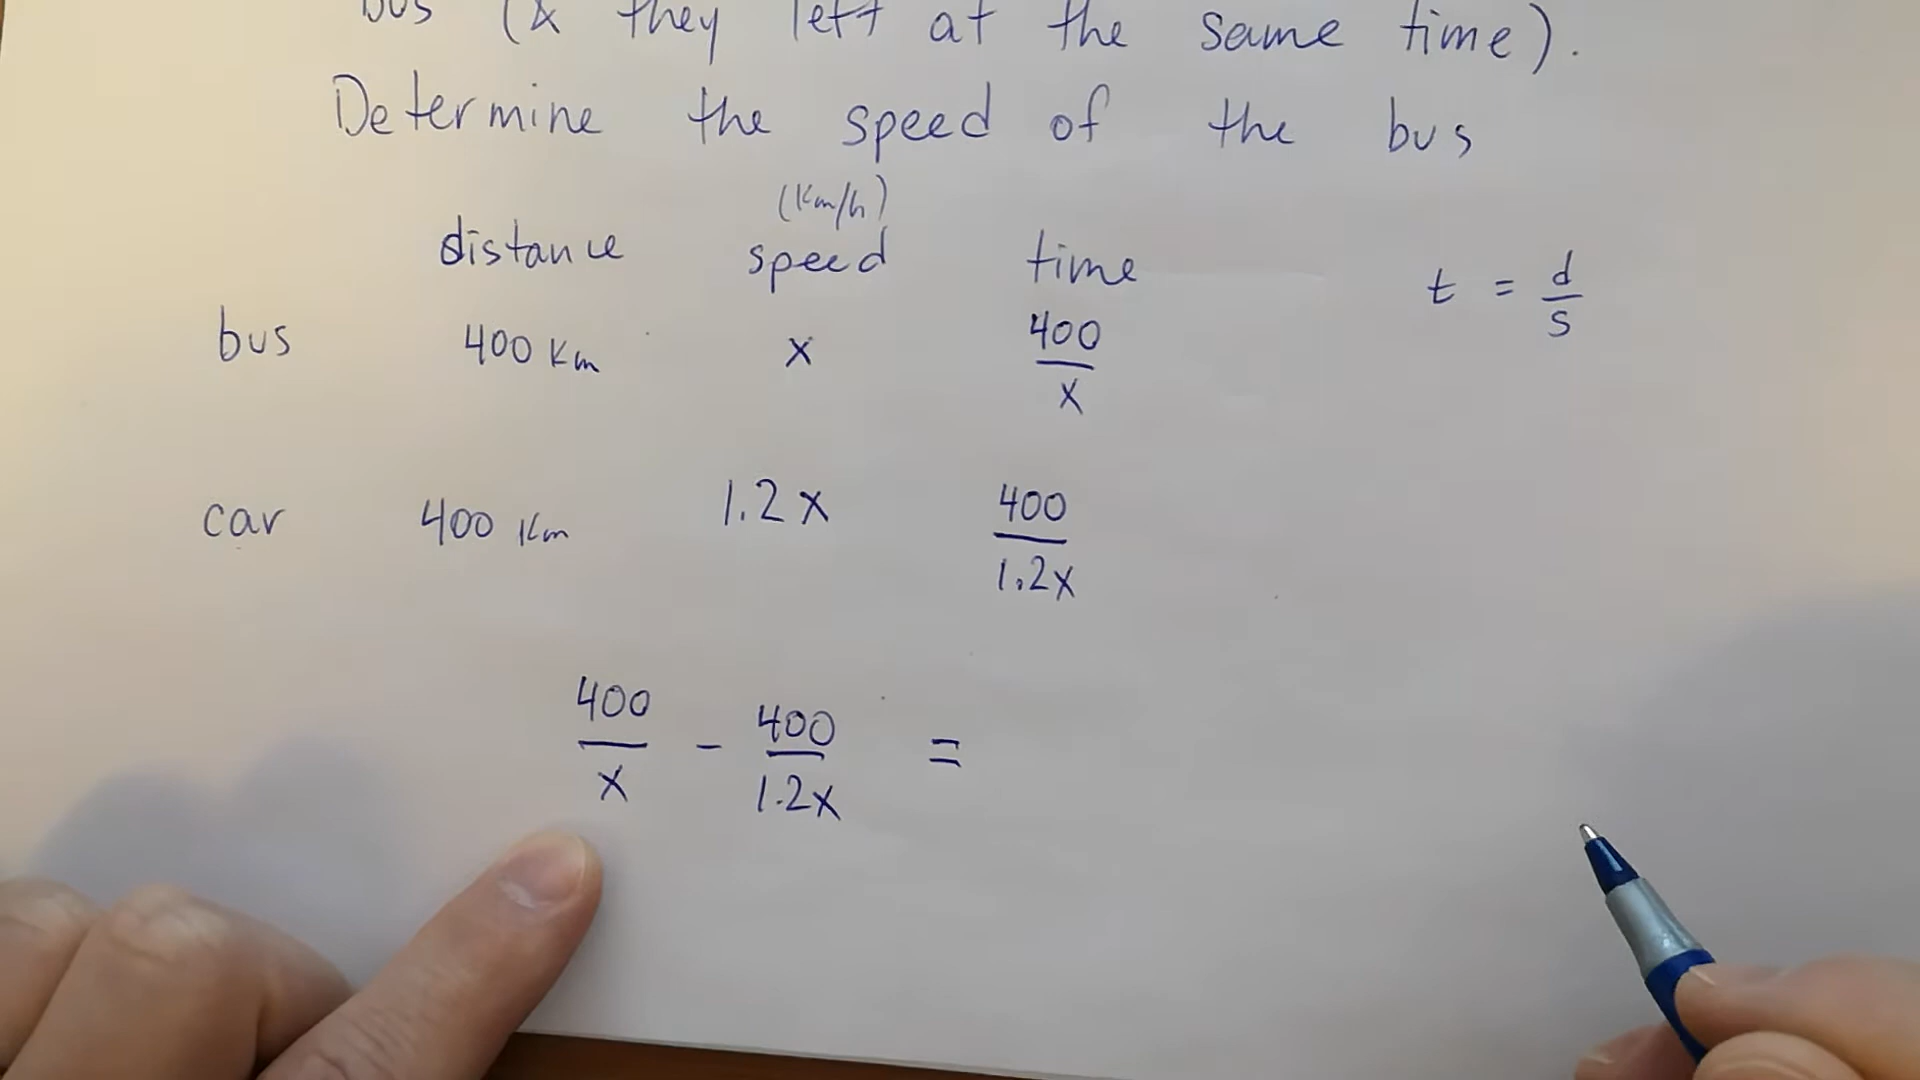 bus (& they left at the same time).
Determine the speed of the bus
(Km/h)
distance speed time
t = d/s
bus 400 Km x 400/x
car 400 Km 1.2x 400/1.2x
400/x - 400/1.2x =